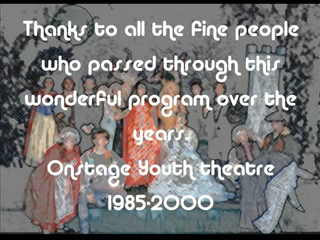 Thanks to all the fine people
who passed through this
wonderful program over the
years.
Onstage Youth theatre
1985-2000